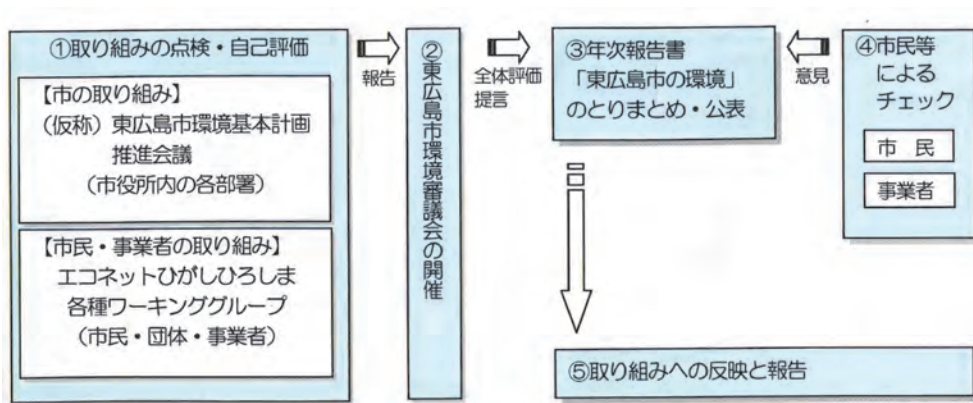 ①取り組みの点検・自己評価
【市の取り組み】
(仮称)東広島市環境基本計画
推進会議
(市役所内の各部署)
【市民・事業者の取り組み】
エコネットひがしひろしま
各種ワーキンググループ
(市民・団体・事業者)
報告
②東広島市環境審議会の開催
全体評価
提言
③年次報告書
「東広島市の環境」
のとりまとめ・公表
意見
④市民等
による
チェック
市 民
事業者
⑤取り組みへの反映と報告